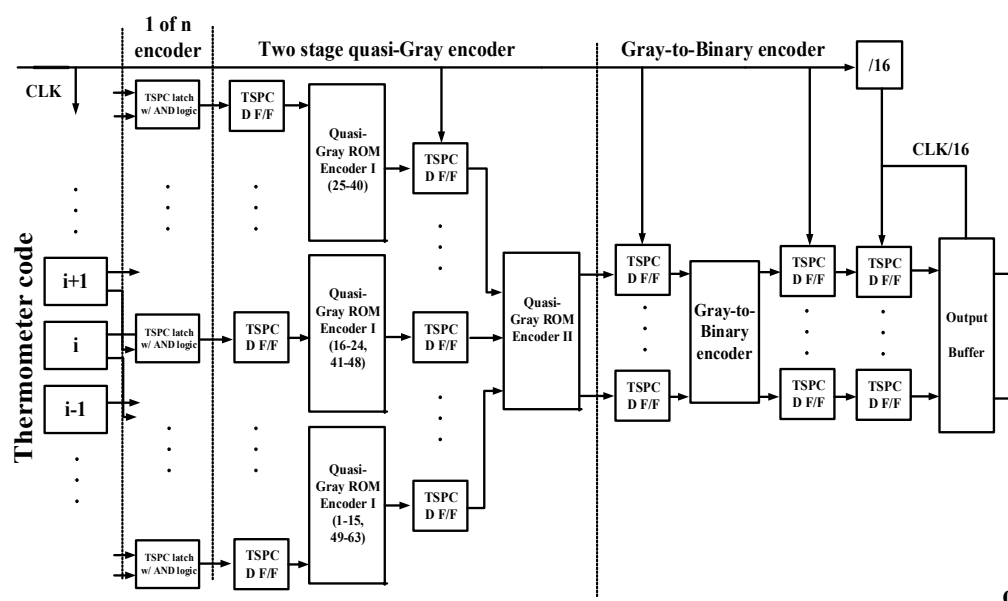 1 of n
encoder
Two stage quasi-Gray encoder
Gray-to-Binary encoder
/16
CLK
CLK/16
Thermometer code
i+1
i
i-1
TSPC latch
w/ AND logic
TSPC latch
w/ AND logic
TSPC latch
w/ AND logic
TSPC
D F/F
TSPC
D F/F
TSPC
D F/F
Quasi-
Gray ROM
Encoder I
(25-40)
Quasi-
Gray ROM
Encoder I
(16-24,
41-48)
Quasi-
Gray ROM
Encoder I
(1-15,
49-63)
TSPC
D F/F
TSPC
D F/F
TSPC
D F/F
Quasi-
Gray ROM
Encoder II
TSPC
D F/F
TSPC
D F/F
Gray-to-
Binary
encoder
TSPC
D F/F
TSPC
D F/F
TSPC
D F/F
TSPC
D F/F
Output
Buffer